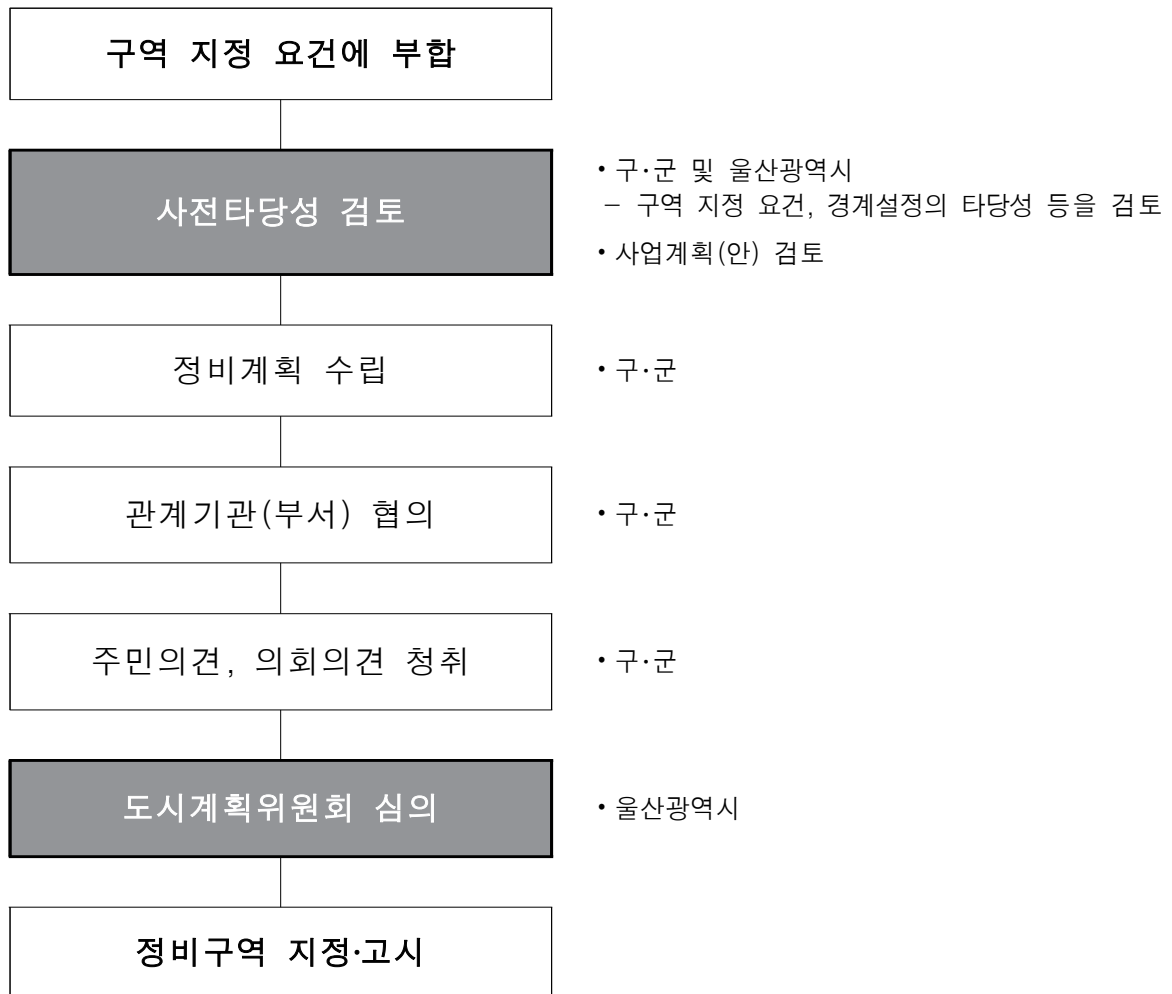 구역 지정 요건에 부합
사전타당성 검토
• 구·군 및 울산광역시
– 구역 지정 요건, 경계설정의 타당성 등을 검토
• 사업계획(안) 검토
정비계획 수립
• 구·군
관계기관(부서) 협의
• 구·군
주민의견, 의회의견 청취
• 구·군
도시계획위원회 심의
• 울산광역시
정비구역 지정·고시